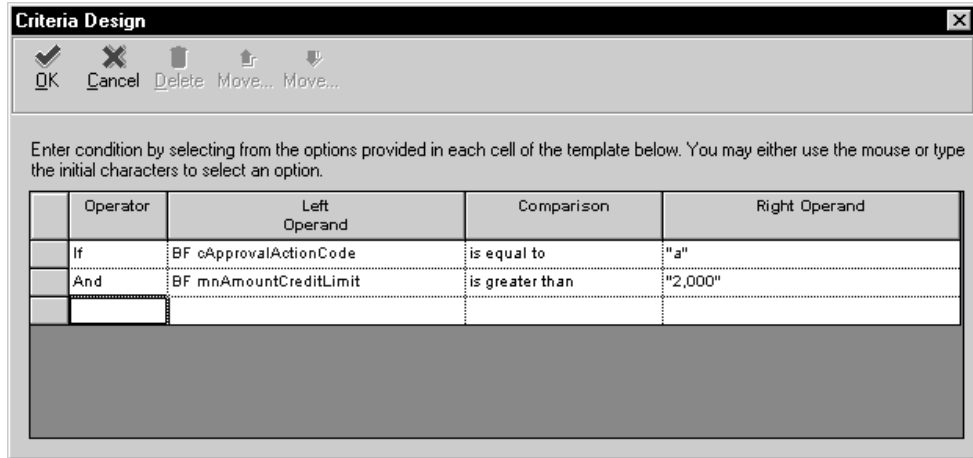 Criteria Design
OK Cancel Delete Move... Move...
Enter condition by selecting from the options provided in each cell of the template below. You may either use the mouse or type
the initial characters to select an option.
Operator Left Operand Comparison Right Operand
If BF cApprovalActionCode is equal to "a"
And BF mnAmountCreditLimit is greater than "2,000"